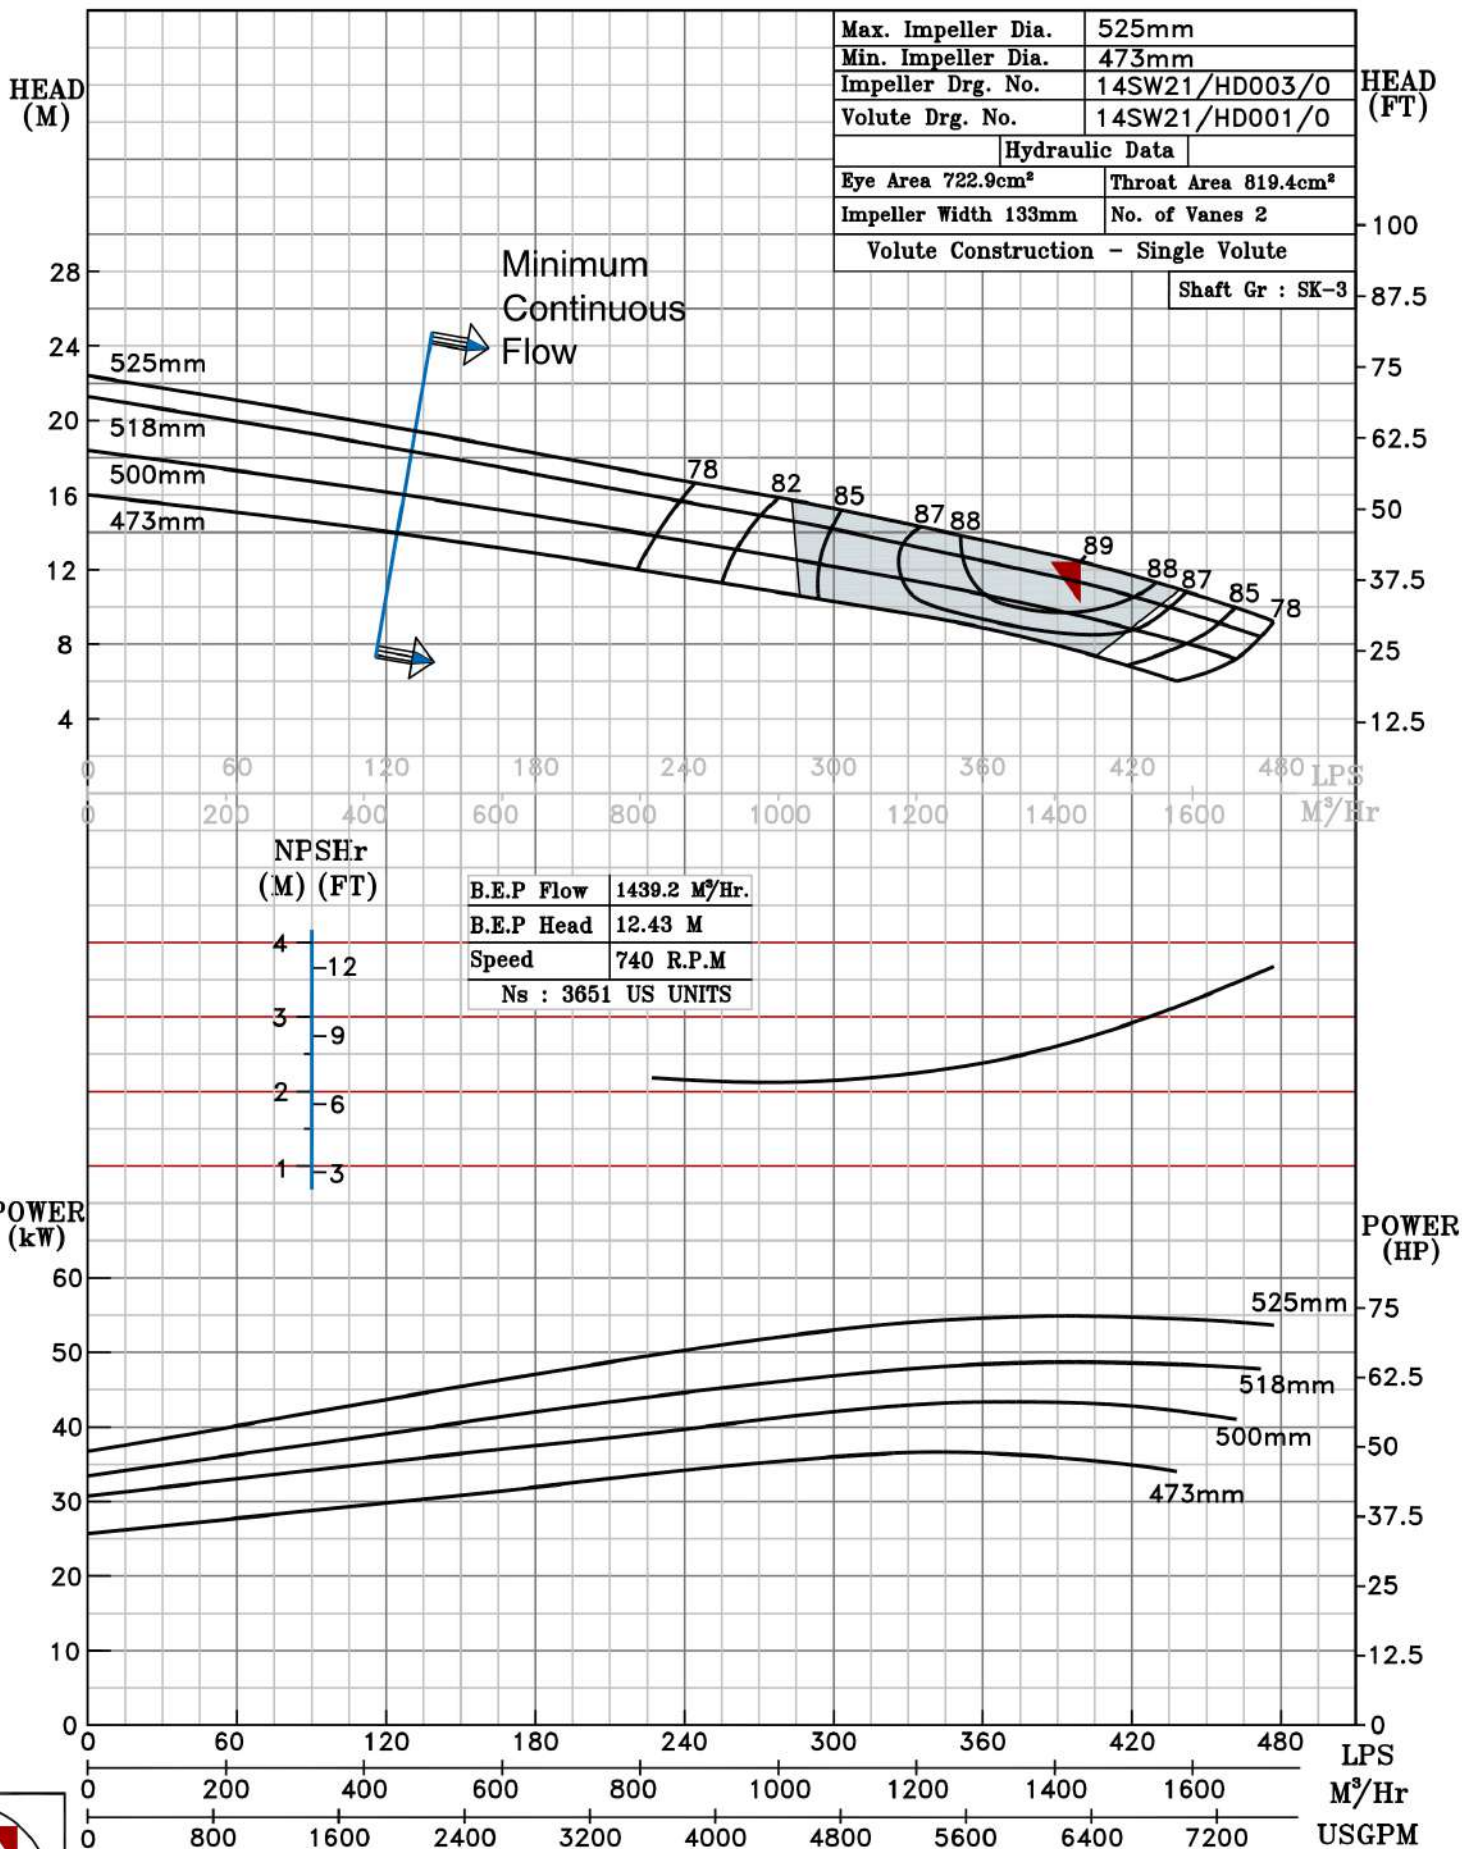 Max. Impeller Dia. 525mm
Min. Impeller Dia. 473mm
Impeller Drg. No. 14SW21/HD003/0
Volute Drg. No. 14SW21/HD001/0
Hydraulic Data
Eye Area 722.9cm² Throat Area 819.4cm²
Impeller Width 133mm No. of Vanes 2
Volute Construction - Single Volute
Shaft Gr : SK-3
HEAD
(M)
28
24
20
16
12
8
4
HEAD
(FT)
100
87.5
75
62.5
50
37.5
25
12.5
Minimum
Continuous
Flow
525mm
518mm
500mm
473mm
78 82 85 87 88 89 88 87 85 78
0 60 120 180 240 300 360 420 480 LPS
0 200 400 600 800 1000 1200 1400 1600 M³/Hr
NPSHr
(M) (FT)
4
12
3
9
2
6
1
3
B.E.P Flow 1439.2 M³/Hr.
B.E.P Head 12.43 M
Speed 740 R.P.M
Ns : 3651 US UNITS
POWER
(kW)
60
50
40
30
20
10
0
POWER
(HP)
75
62.5
50
37.5
25
12.5
0
525mm
518mm
500mm
473mm
0 60 120 180 240 300 360 420 480 LPS
0 200 400 600 800 1000 1200 1400 1600 M³/Hr
0 800 1600 2400 3200 4000 4800 5600 6400 7200 USGPM